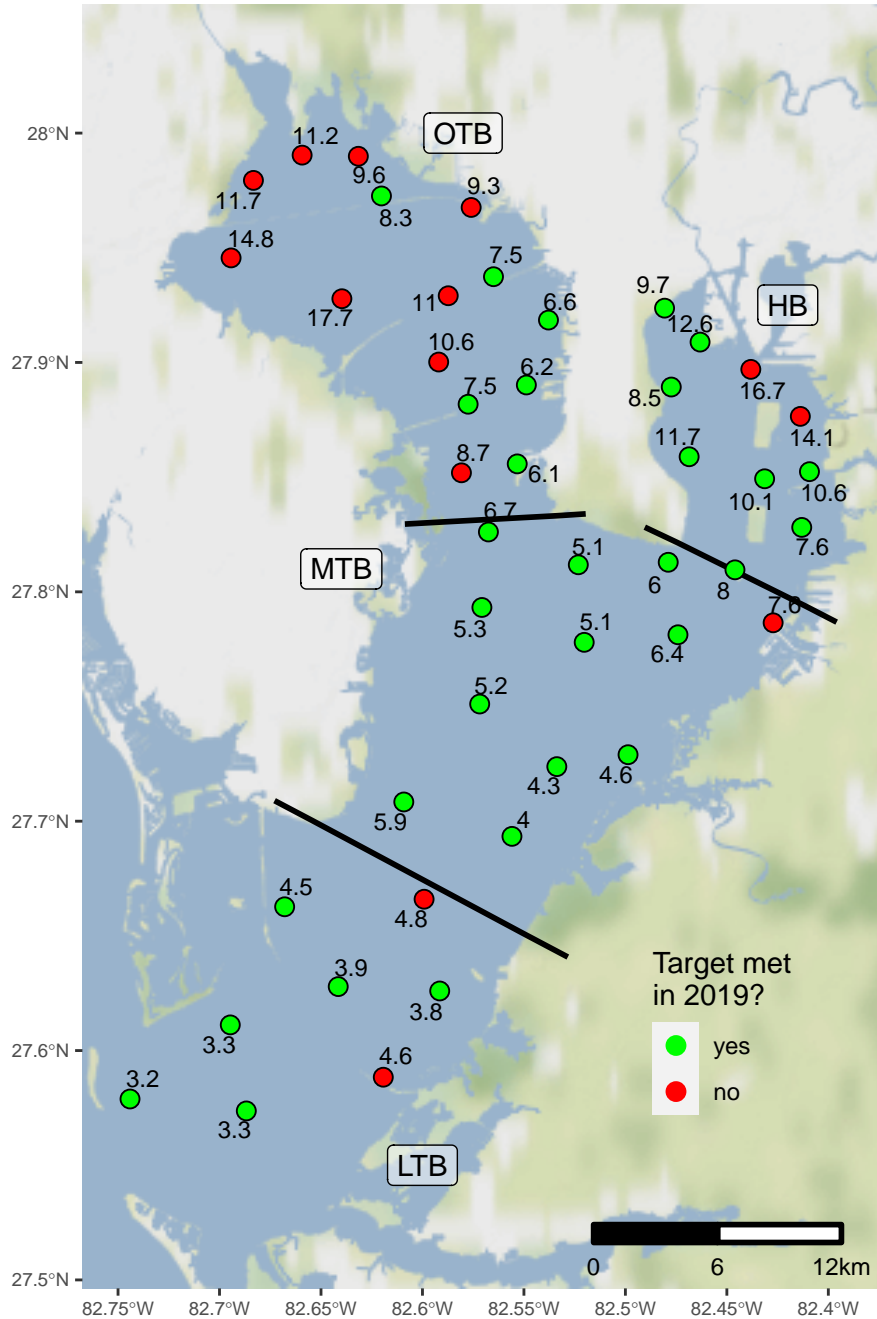 28°N
27.9°N
27.8°N
27.7°N
27.6°N
27.5°N
OTB
11.2
9.6
9.3
11.7
8.3
14.8
7.5
17.7
11
6.6
9.7
HB
12.6
10.6
6.2
16.7
7.5
8.5
14.1
8.7
6.1
11.7
10.1
10.6
6.7
7.6
MTB
5.1
6
8
7.6
5.3
5.1
6.4
5.2
4.3
4.6
5.9
4
4.5
4.8
3.9
3.8
3.3
4.6
3.2
3.3
LTB
Target met
in 2019?
yes
no
0 6 12km
82.75°W 82.7°W 82.65°W 82.6°W 82.55°W 82.5°W 82.45°W 82.4°W